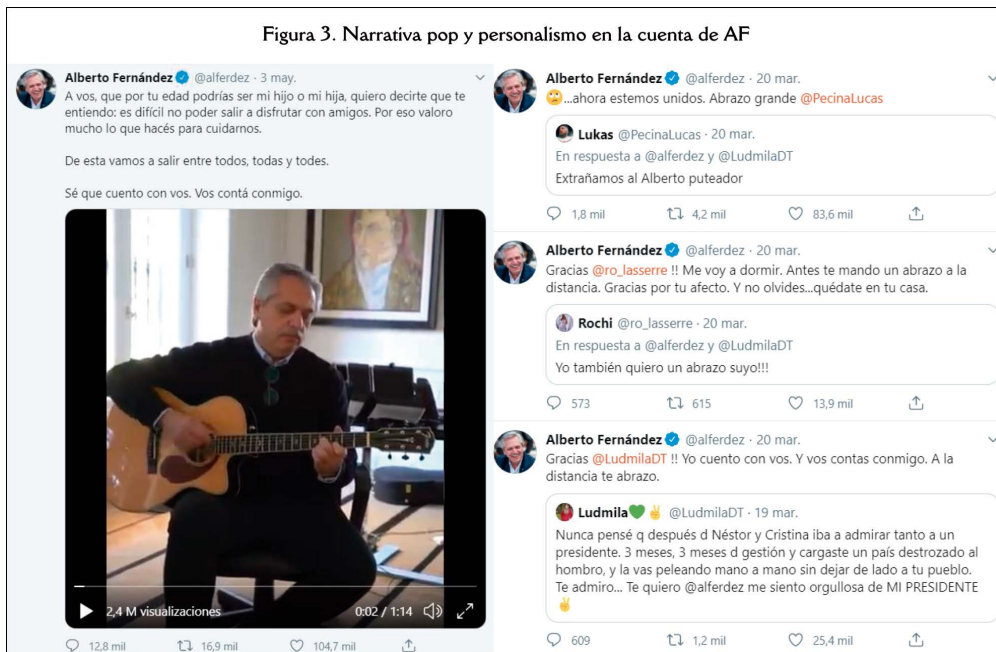 Figura 3. Narrativa pop y personalismo en la cuenta de AF
Alberto Fernández @alferdez · 3 may.
A vos, que por tu edad podrías ser mi hijo o mi hija, quiero decirte que te
entiendo: es difícil no poder salir a disfrutar con amigos. Por eso valoro
mucho lo que hacés para cuidarnos.
De esta vamos a salir entre todos, todas y todes.
Sé que cuento con vos. Vos contá conmigo.
2,4 M visualizaciones
0:02 / 1:14
12,8 mil 16,9 mil 104,7 mil
Alberto Fernández @alferdez · 20 mar.
🙄...ahora estemos unidos. Abrazo grande @PecinaLucas
Lukas @PecinaLucas · 20 mar.
En respuesta a @alferdez y @LudmilaDT
Extrañamos al Alberto puteador
1,8 mil 4,2 mil 83,6 mil
Alberto Fernández @alferdez · 20 mar.
Gracias @ro_lasserre !! Me voy a dormir. Antes te mando un abrazo a la
distancia. Gracias por tu afecto. Y no olvides...quédate en tu casa.
Rochi @ro_lasserre · 20 mar.
En respuesta a @alferdez y @LudmilaDT
Yo también quiero un abrazo suyo!!!
573 615 13,9 mil
Alberto Fernández @alferdez · 20 mar.
Gracias @LudmilaDT !! Yo cuento con vos. Y vos contas conmigo. A la
distancia te abrazo.
Ludmila💚✌ @LudmilaDT · 19 mar.
Nunca pensé q después d Néstor y Cristina iba a admirar tanto a un
presidente. 3 meses, 3 meses d gestión y cargaste un país destrozado al
hombro, y la vas peleando mano a mano sin dejar de lado a tu pueblo.
Te admiro... Te quiero @alferdez me siento orgullosa de MI PRESIDENTE
✌
609 1,2 mil 25,4 mil